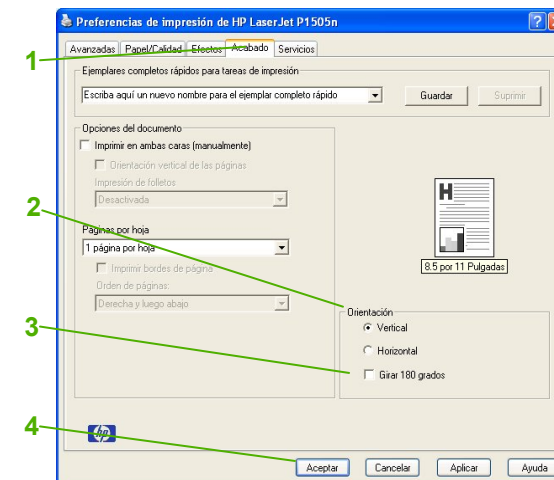 Preferencias de impresión de HP LaserJet P1505n
Avanzadas Papel/Calidad Efectos Acabado Servicios
1
Ejemplares completos rápidos para tareas de impresión
Escriba aquí un nuevo nombre para el ejemplar completo rápido
Guardar
Suprimir
Opciones del documento
Imprimir en ambas caras (manualmente)
Orientación vertical de las páginas
Impresión de folletos:
Desactivada
2
Páginas por hoja
1 página por hoja
Imprimir bordes de página
Orden de páginas:
Derecha y luego abajo
H
8.5 por 11 Pulgadas
Orientación
Vertical
3
Horizontal
Girar 180 grados
4
hp
Aceptar Cancelar Aplicar Ayuda